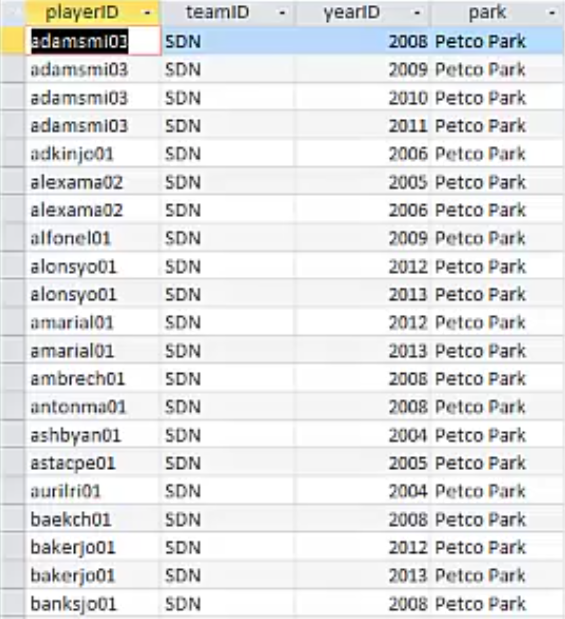 playerID teamID yearID park
adamsmi03 SDN 2008 Petco Park
adamsmi03 SDN 2009 Petco Park
adamsmi03 SDN 2010 Petco Park
adamsmi03 SDN 2011 Petco Park
adkinjo01 SDN 2006 Petco Park
alexama02 SDN 2005 Petco Park
alexama02 SDN 2006 Petco Park
alfonel01 SDN 2009 Petco Park
alonsyo01 SDN 2012 Petco Park
alonsyo01 SDN 2013 Petco Park
amarial01 SDN 2012 Petco Park
amarial01 SDN 2013 Petco Park
ambrech01 SDN 2008 Petco Park
antonma01 SDN 2008 Petco Park
ashbyan01 SDN 2004 Petco Park
astacpe01 SDN 2005 Petco Park
aurilri01 SDN 2004 Petco Park
baekch01 SDN 2008 Petco Park
bakerjo01 SDN 2012 Petco Park
bakerjo01 SDN 2013 Petco Park
banksjo01 SDN 2008 Petco Park